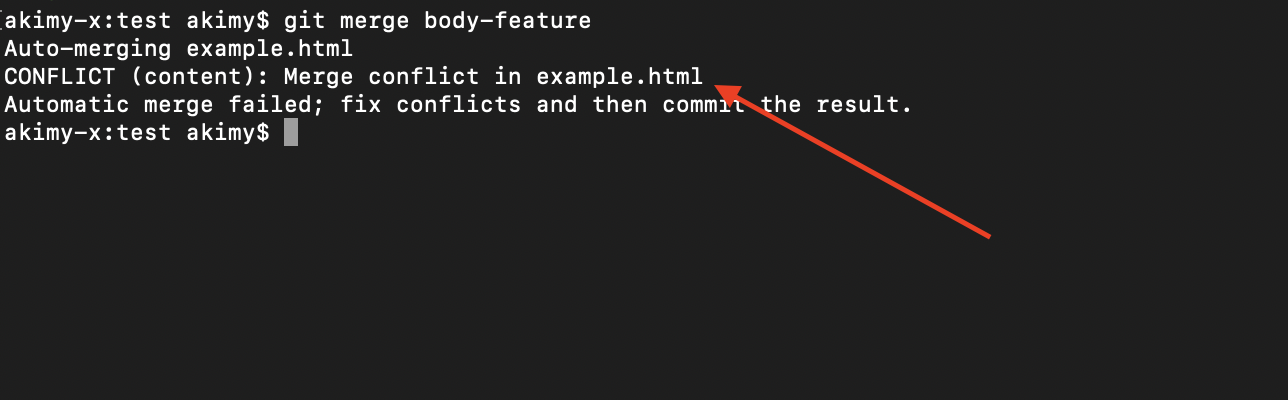 akimy-x:test akimy$ git merge body-feature
Auto-merging example.html
CONFLICT (content): Merge conflict in example.html
Automatic merge failed; fix conflicts and then commit the result.
akimy-x:test akimy$